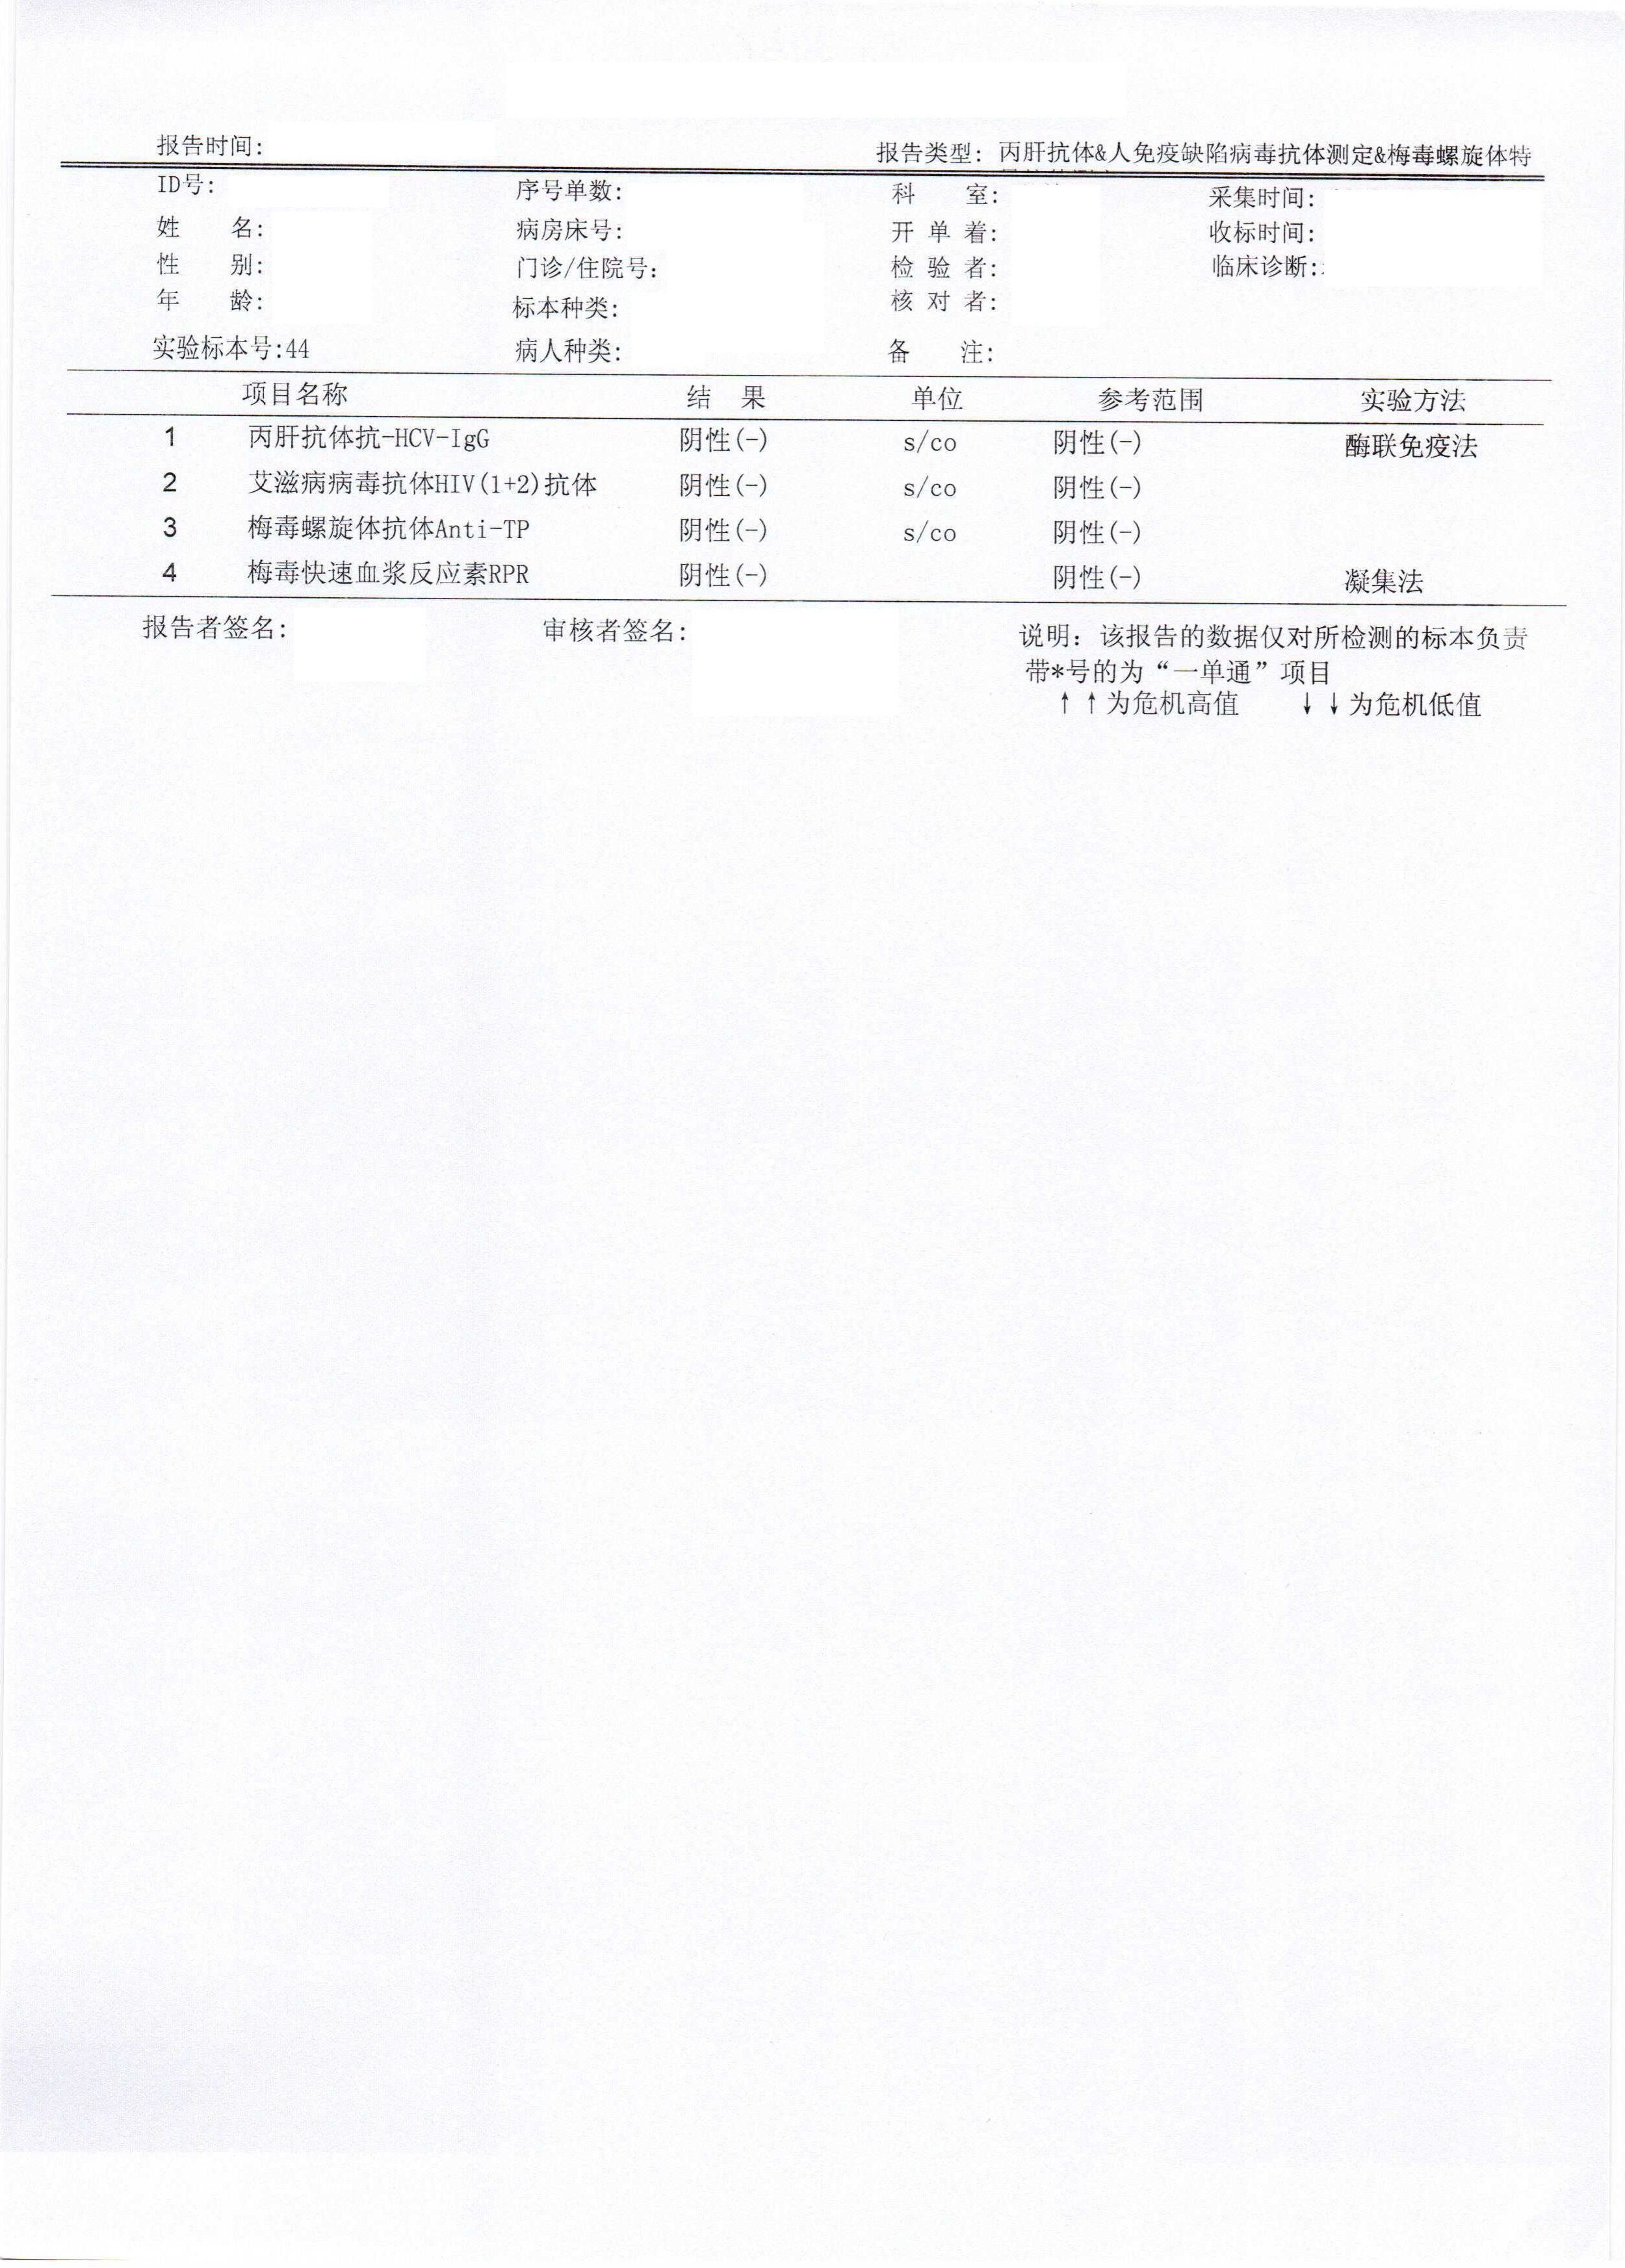 报告时间:
报告类型: 丙肝抗体&人免疫缺陷病毒抗体测定&梅毒螺旋体特
ID号: 序号单数: 科 室: 采集时间:
姓 名: 病房床号: 开 单 着: 收标时间:
性 别: 门诊/住院号: 检 验 者: 临床诊断:
年 龄: 标本种类: 核 对 者:
实验标本号:44 病人种类: 备 注:
项目名称 结 果 单位 参考范围 实验方法
1 丙肝抗体抗-HCV-IgG 阴性(-) s/co 阴性(-) 酶联免疫法
2 艾滋病病毒抗体HIV(1+2)抗体 阴性(-) s/co 阴性(-)
3 梅毒螺旋体抗体Anti-TP 阴性(-) s/co 阴性(-)
4 梅毒快速血浆反应素RPR 阴性(-) 阴性(-) 凝集法
报告者签名: 审核者签名: 说明: 该报告的数据仅对所检测的标本负责
带*号的为“一单通”项目
↑↑为危机高值 ↓↓为危机低值